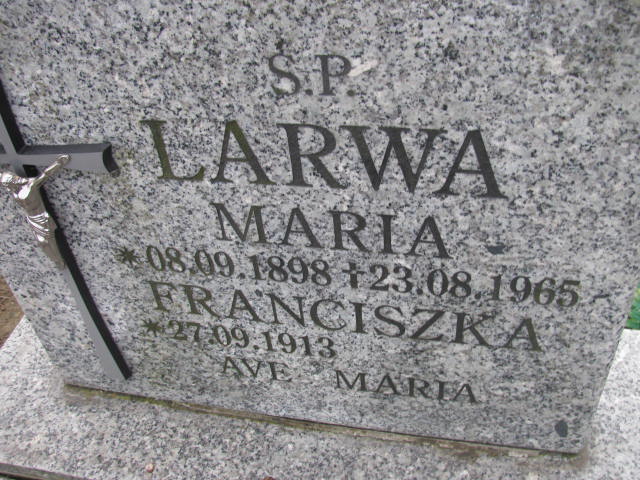 Ś.P.
LARWA
MARIA
*08.09.1898 ✝23.08.1965
FRANCISZKA
*27.09.1913
AVE MARIA